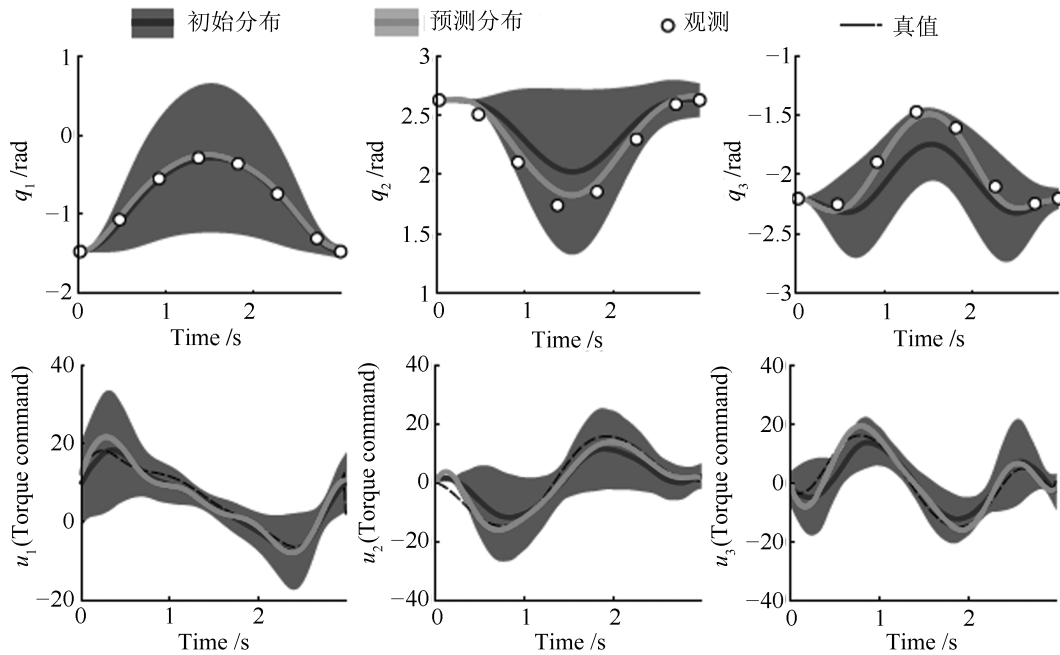 初始分布 预测分布 观测 真值
1 0 −1 −2
q1 /rad
0 1 2
Time /s
3 2.5 2 1.5 1
q2 /rad
0 1 2
Time /s
−1 −1.5 −2 −2.5 −3
q3 /rad
0 1 2
Time /s
40 20 0 −20
u1(Torque command)
0 1 2
Time /s
40 20 0 −20 −40
u2(Torque command)
0 1 2
Time /s
40 20 0 −20 −40
u3(Torque command)
0 1 2
Time /s